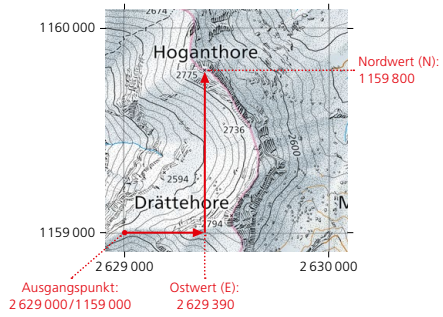 1160 000
2674
Hoganthore
2775
Nordwert (N):
1159 800
2736
2600
2594
Drättehore
2794
M
1159 000
2 629 000
2 630 000
Ausgangspunkt:
2 629 000/1159 000
Ostwert (E):
2 629 390